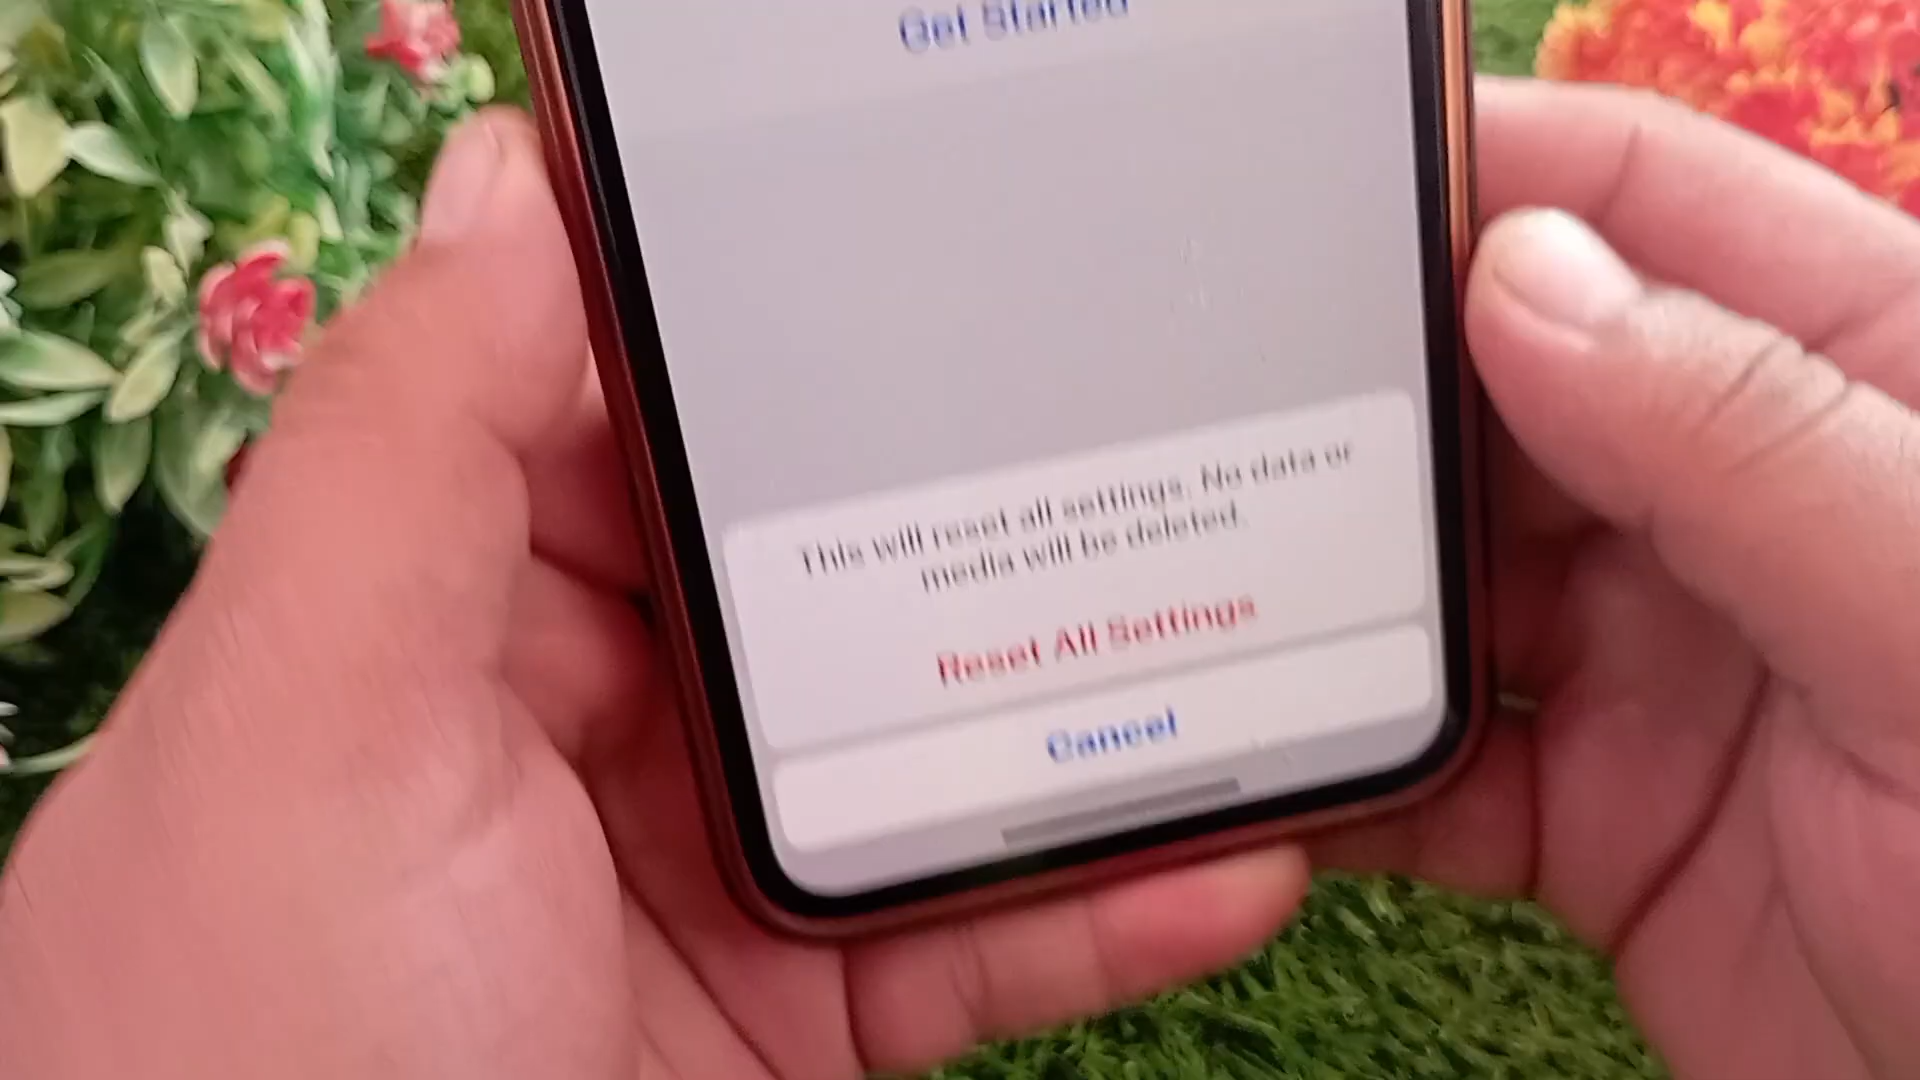 Get Started
This will reset all settings. No data or
media will be deleted.
Reset All Settings
Cancel